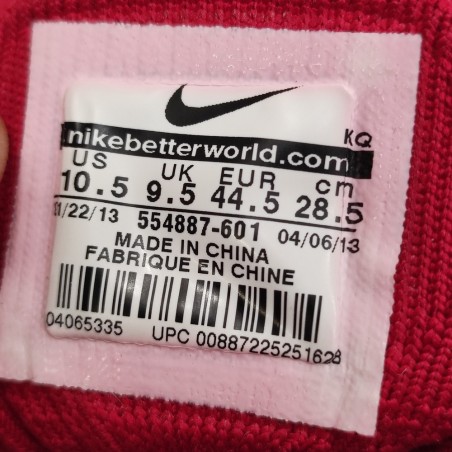 KQ
nikebetterworld.com
US UK EUR cm
10.5 9.5 44.5 28.5
01/22/13 554887-601 04/06/13
MADE IN CHINA
FABRIQUE EN CHINE
04065335 UPC 00887225251628